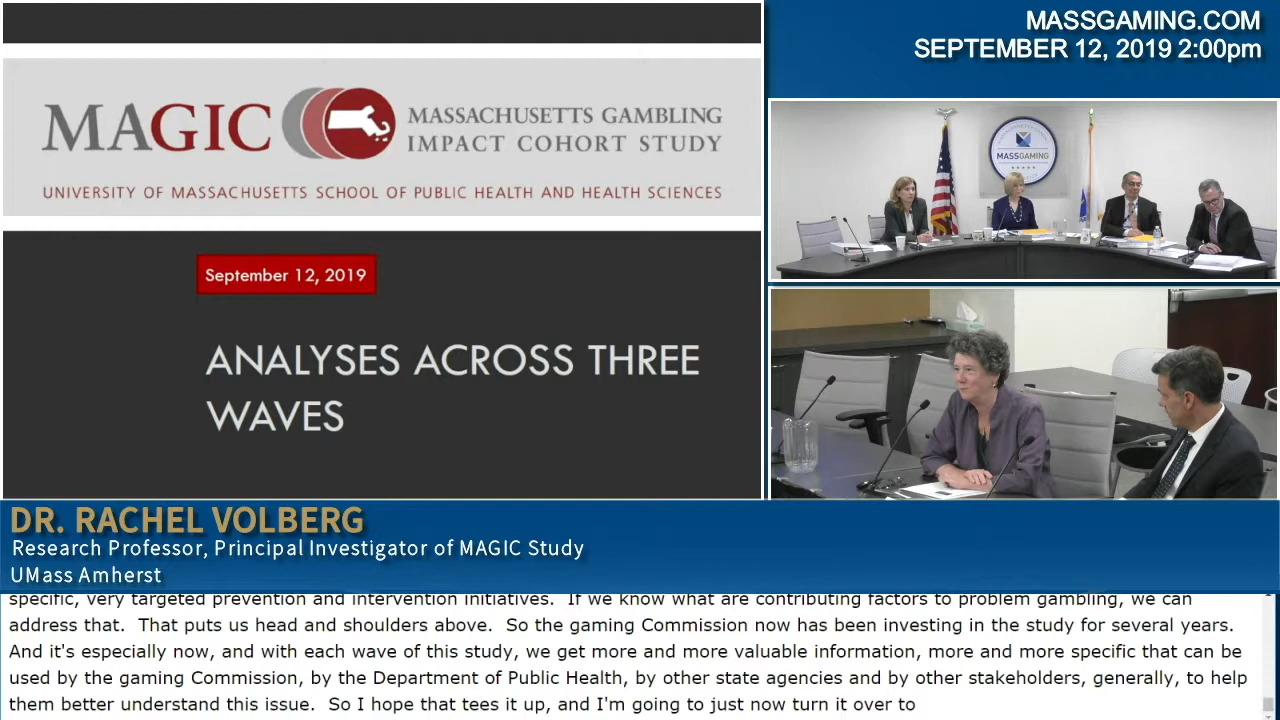 MASSGAMING.COM
SEPTEMBER 12, 2019 2:00pm
MAGIC
MASSACHUSETTS GAMBLING
IMPACT COHORT STUDY
UNIVERSITY OF MASSACHUSETTS SCHOOL OF PUBLIC HEALTH AND HEALTH SCIENCES
September 12, 2019
ANALYSES ACROSS THREE
WAVES
MASSGAMING
DR. RACHEL VOLBERG
Research Professor, Principal Investigator of MAGIC Study
UMass Amherst
specific, very targeted prevention and intervention initiatives. If we know what are contributing factors to problem gambling, we can
address that. That puts us head and shoulders above. So the gaming Commission now has been investing in the study for several years.
And it's especially now, and with each wave of this study, we get more and more valuable information, more and more specific that can be
used by the gaming Commission, by the Department of Public Health, by other state agencies and by other stakeholders, generally, to help
them better understand this issue. So I hope that tees it up, and I'm going to just now turn it over to